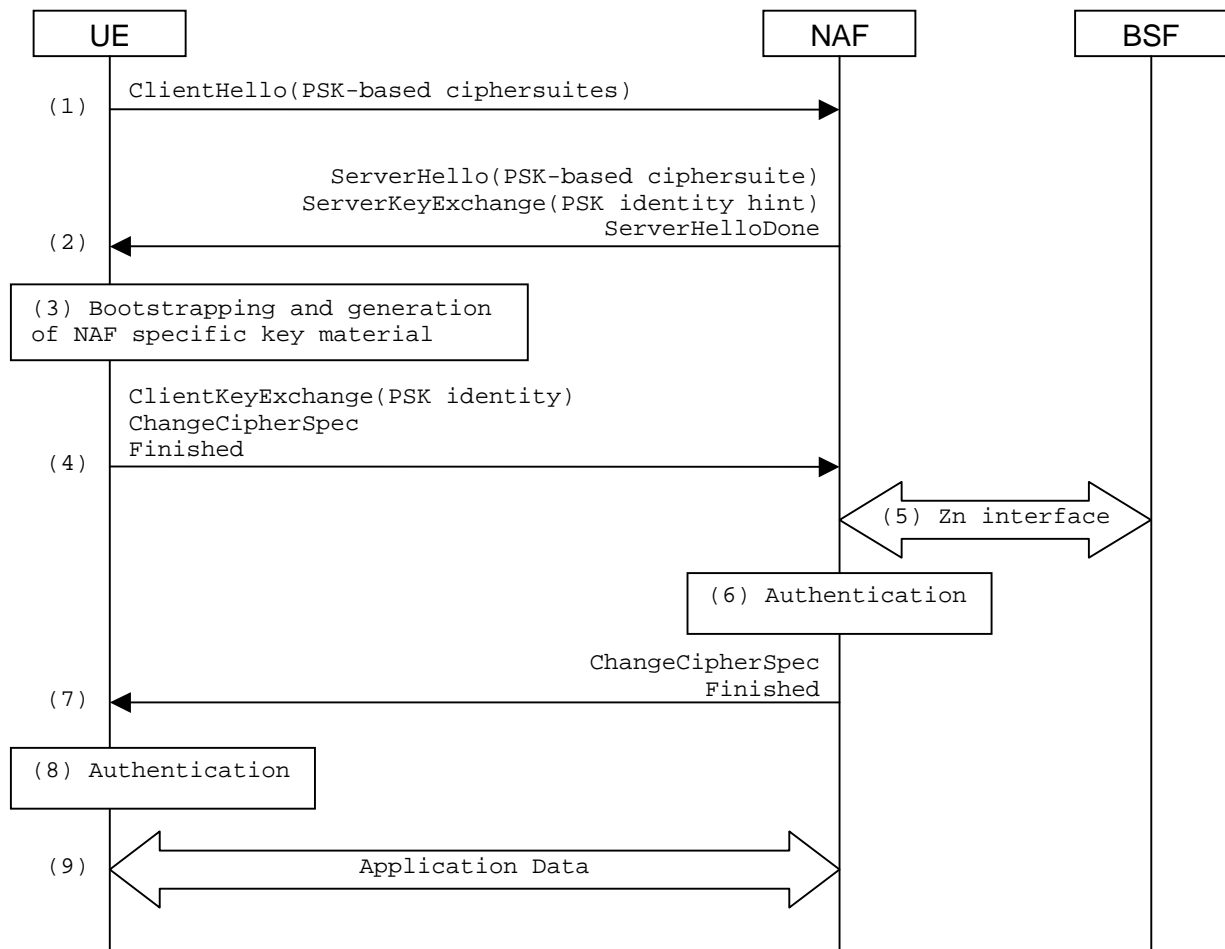 UE
NAF
BSF
(1)
ClientHello(PSK-based ciphersuites)
ServerHello(PSK-based ciphersuite)
ServerKeyExchange(PSK identity hint)
ServerHelloDone
(2)
(3) Bootstrapping and generation
of NAF specific key material
ClientKeyExchange(PSK identity)
ChangeCipherSpec
Finished
(4)
(5) Zn interface
(6) Authentication
ChangeCipherSpec
Finished
(7)
(8) Authentication
(9)
Application Data